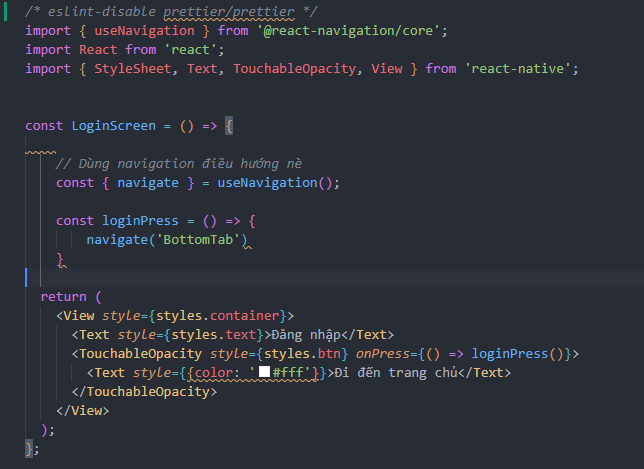 /* eslint-disable prettier/prettier */
import { useNavigation } from '@react-navigation/core';
import React from 'react';
import { StyleSheet, Text, TouchableOpacity, View } from 'react-native';
const LoginScreen = () => {
// Dùng navigation điều hướng nè
const { navigate } = useNavigation();
const loginPress = () => {
navigate('BottomTab')
}
return (
<View style={styles.container}>
<Text style={styles.text}>Đăng nhập</Text>
<TouchableOpacity style={styles.btn} onPress={() => loginPress()}>
<Text style={{color: '#fff'}}>Đi đến trang chủ</Text>
</TouchableOpacity>
</View>
);
};